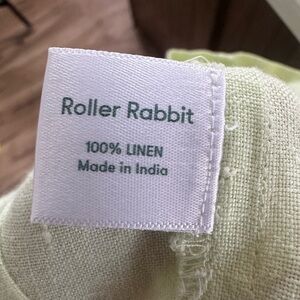 Roller Rabbit
100% LINEN
Made in India